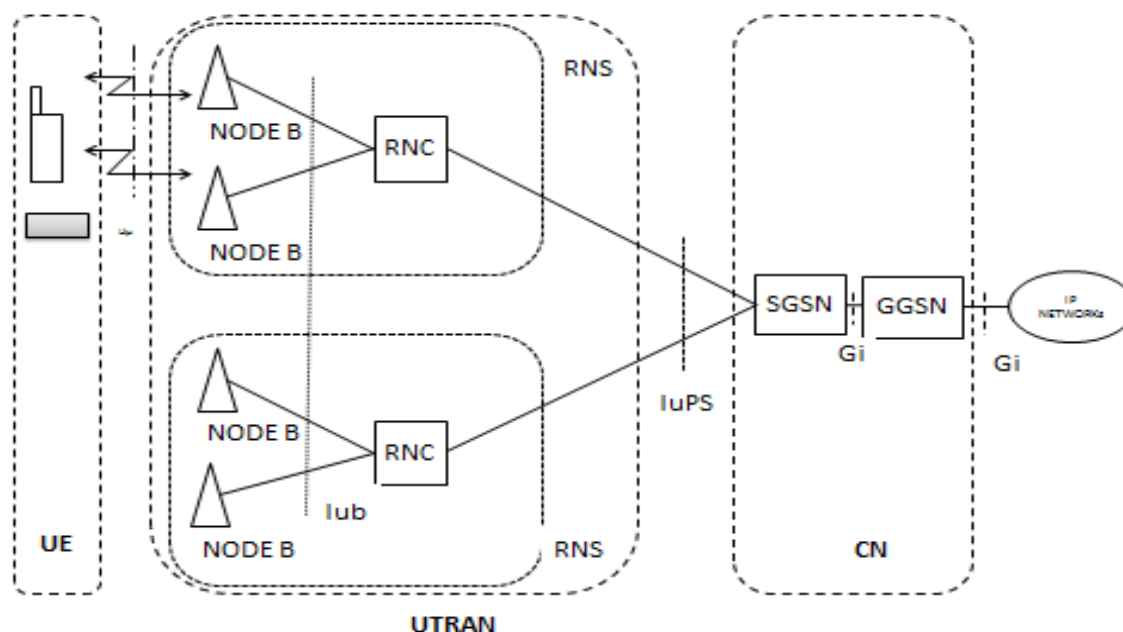 RNS
NODE B
RNC
NODE B
SGSN
GGSN
IP
NETWORKs
Gi
Gi
IuPS
NODE B
RNC
Iub
NODE B
RNS
UE
CN
UTRAN